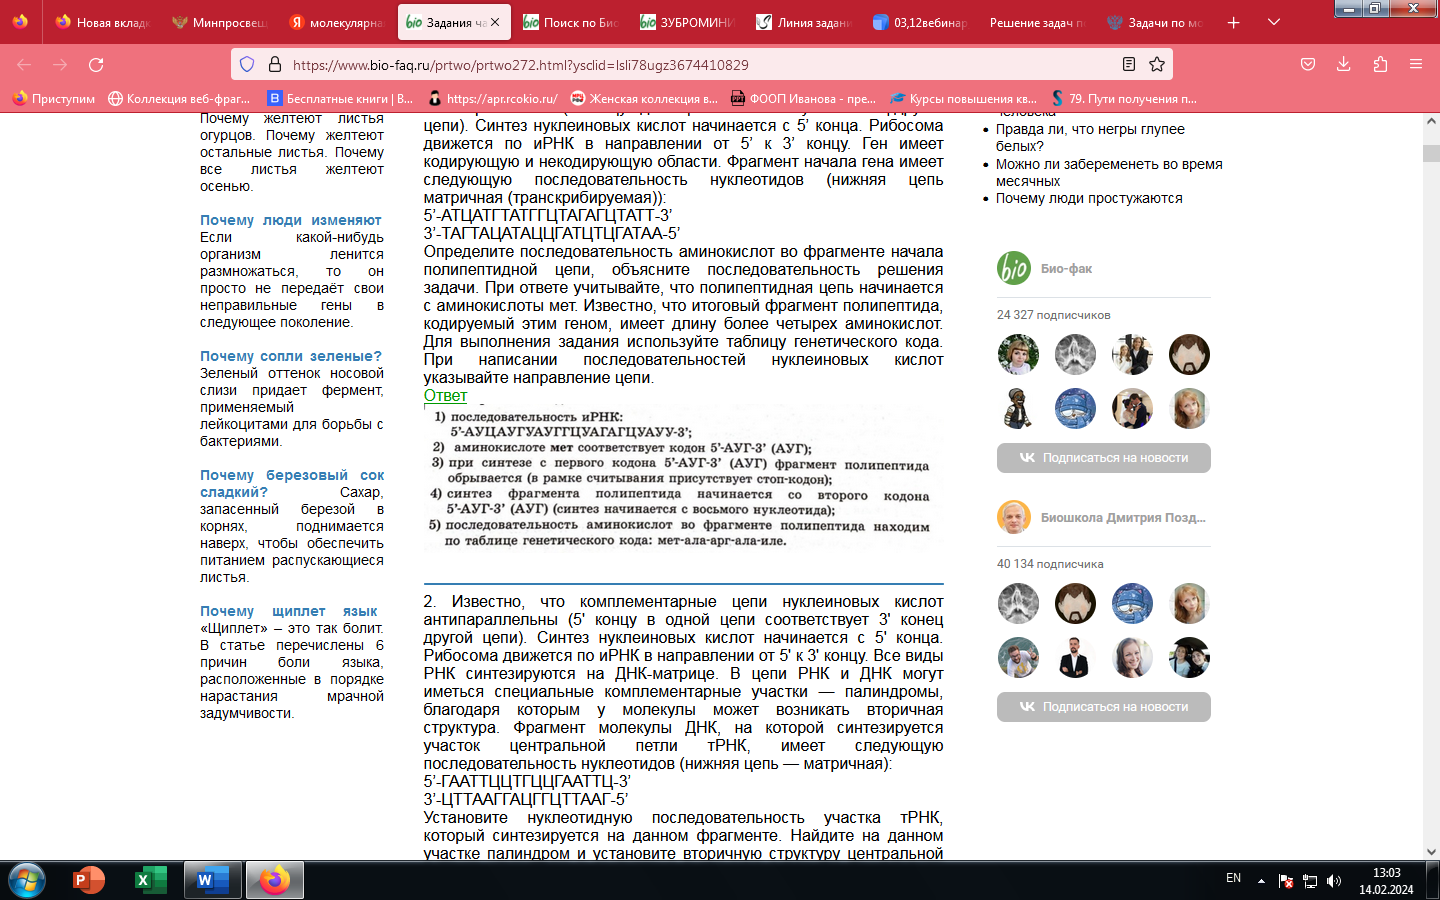 Новая вкладк
Минпросвещ
молекулярна
Задания ча
Поиск по Био
ЗУБРОМИНИ
Линия задани
03,12вебинар
Решение задач п
Задачи по мо
https://www.bio-faq.ru/prtwo/prtwo272.html?ysclid=lsli78ugz3674410829
Приступим
Коллекция веб-фраг...
Бесплатные книги | В...
https://apr.rcokio.ru/
Женская коллекция в...
ФООП Иванова - пре...
Курсы повышения кв...
79. Пути получения п...
Почему желтеют листья
огурцов. Почему желтеют
остальные листья. Почему
все листья желтеют
осенью.
Почему люди изменяют
Если какой-нибудь
организм ленится
размножаться, то он
просто не передаёт свои
неправильные гены в
следующее поколение.
Почему сопли зеленые?
Зеленый оттенок носовой
слизи придает фермент,
применяемый
лейкоцитами для борьбы с
бактериями.
Почему березовый сок
сладкий? Сахар,
запасенный березой в
корнях, поднимается
наверх, чтобы обеспечить
питанием распускающиеся
листья.
Почему щиплет язык
«Щиплет» – это так болит.
В статье перечислены 6
причин боли языка,
расположенные в порядке
нарастания мрачной
задумчивости.
цепи). Синтез нуклеиновых кислот начинается с 5’ конца. Рибосома
движется по иРНК в направлении от 5’ к 3’ концу. Ген имеет
кодирующую и некодирующую области. Фрагмент начала гена имеет
следующую последовательность нуклеотидов (нижняя цепь
матричная (транскрибируемая)):
5’-АТЦАТГТАТГГЦТАГАГЦТАТТ-3’
3’-ТАГТАЦАТАЦЦГАТЦТЦГАТАА-5’
Определите последовательность аминокислот во фрагменте начала
полипептидной цепи, объясните последовательность решения
задачи. При ответе учитывайте, что полипептидная цепь начинается
с аминокислоты мет. Известно, что итоговый фрагмент полипептида,
кодируемый этим геном, имеет длину более четырех аминокислот.
Для выполнения задания используйте таблицу генетического кода.
При написании последовательностей нуклеиновых кислот
указывайте направление цепи.
Ответ
1) последовательность иРНК:
5’-АУЦАУГУАУГГЦУАГАГЦУАУУ-3’;
2) аминокислоте мет соответствует кодон 5’-АУГ-3’ (АУГ);
3) при синтезе с первого кодона 5’-АУГ-3’ (АУГ) фрагмент полипептида
обрывается (в рамке считывания присутствует стоп-кодон);
4) синтез фрагмента полипептида начинается со второго кодона
5’-АУГ-3’ (АУГ) (синтез начинается с восьмого нуклеотида);
5) последовательность аминокислот во фрагменте полипептида находим
по таблице генетического кода: мет-ала-арг-ала-иле.
2. Известно, что комплементарные цепи нуклеиновых кислот
антипараллельны (5' концу в одной цепи соответствует 3' конец
другой цепи). Синтез нуклеиновых кислот начинается с 5' конца.
Рибосома движется по иРНК в направлении от 5' к 3' концу. Все виды
РНК синтезируются на ДНК-матрице. В цепи РНК и ДНК могут
иметься специальные комплементарные участки — палиндромы,
благодаря которым у молекулы может возникать вторичная
структура. Фрагмент молекулы ДНК, на которой синтезируется
участок центральной петли тРНК, имеет следующую
последовательность нуклеотидов (нижняя цепь — матричная):
5’-ГААТТЦЦТГЦЦГААТТЦ-3’
3’-ЦТТААГГАЦГГЦТТААГ-5’
Установите нуклеотидную последовательность участка тРНК,
который синтезируется на данном фрагменте. Найдите на данном
участке палиндром и установите вторичную структуру центральной
человека
Правда ли, что негры глупее
белых?
Можно ли забеременеть во время
месячных
Почему люди простужаются
bio
Био-фак
24 327 подписчиков
Подписаться на новости
Биошкола Дмитрия Позд...
40 134 подписчика
Подписаться на новости
EN
13:03
14.02.2024